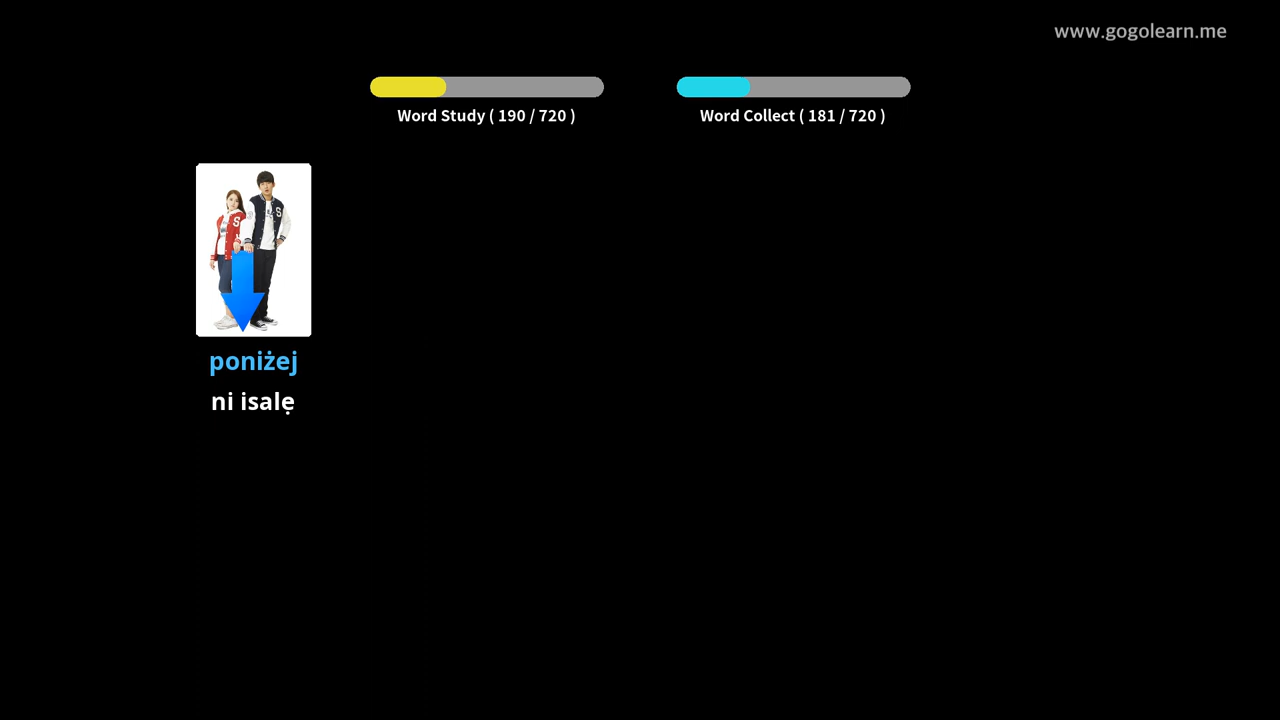 www.gogolearn.me
Word Study ( 190 / 720 )
Word Collect ( 181 / 720 )
poniżej
ni isalẹ